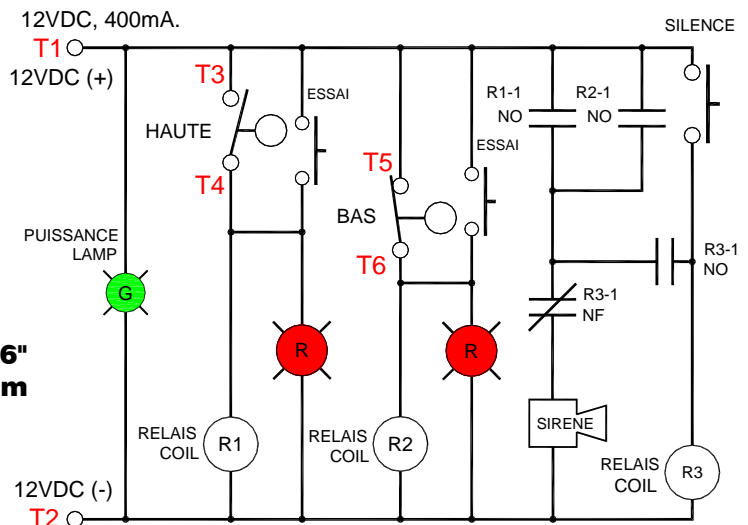 12VDC, 400mA.
SILENCE
T1
12VDC (+)
T3
ESSAI
R1-1
NO
R2-1
NO
HAUTE
ESSAI
T4
T5
BAS
PUISSANCE
LAMP
T6
R3-1
NO
G
R3-1
NF
6"
m
R
R
SIRENE
RELAIS
COIL
R1
RELAIS
COIL
R2
RELAIS
COIL
R3
12VDC (-)
T2